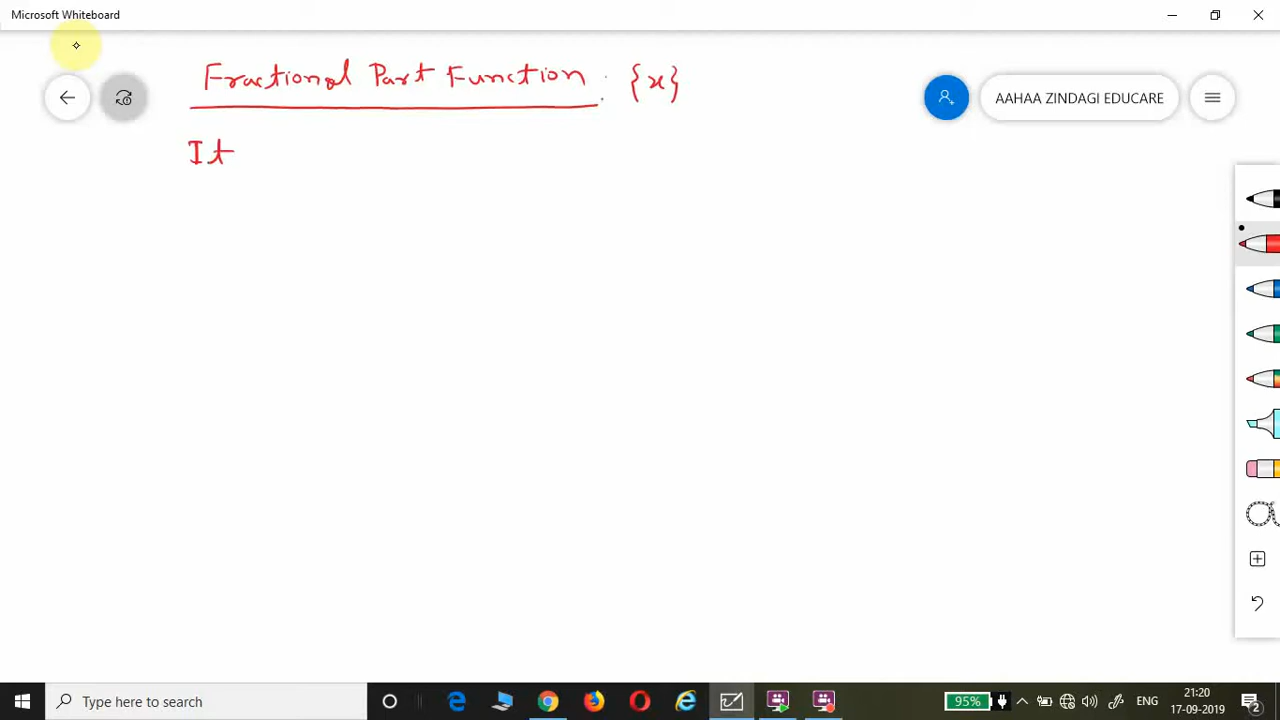 Microsoft Whiteboard
Fractional Part Function : {x}
AAHAA ZINDAGI EDUCARE
It
Type here to search
95%
ENG
21:20
17-09-2019
2